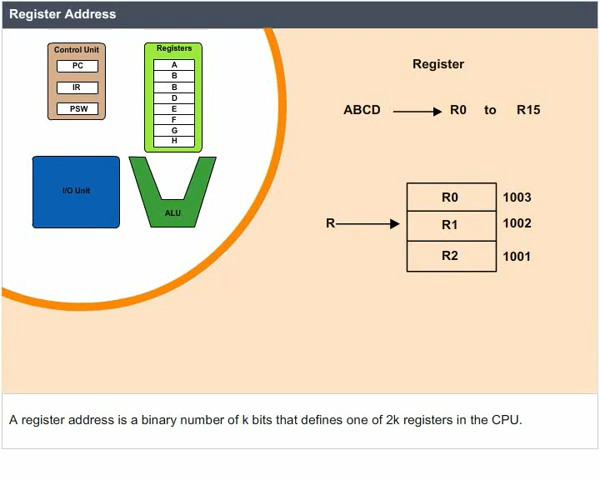 Register Address
Control Unit
PC
IR
PSW
Registers
A
B
B
D
E
F
G
H
I/O Unit
ALU
Register
ABCD R0 to R15
R0 1003
R R1 1002
R2 1001
A register address is a binary number of k bits that defines one of 2k registers in the CPU.